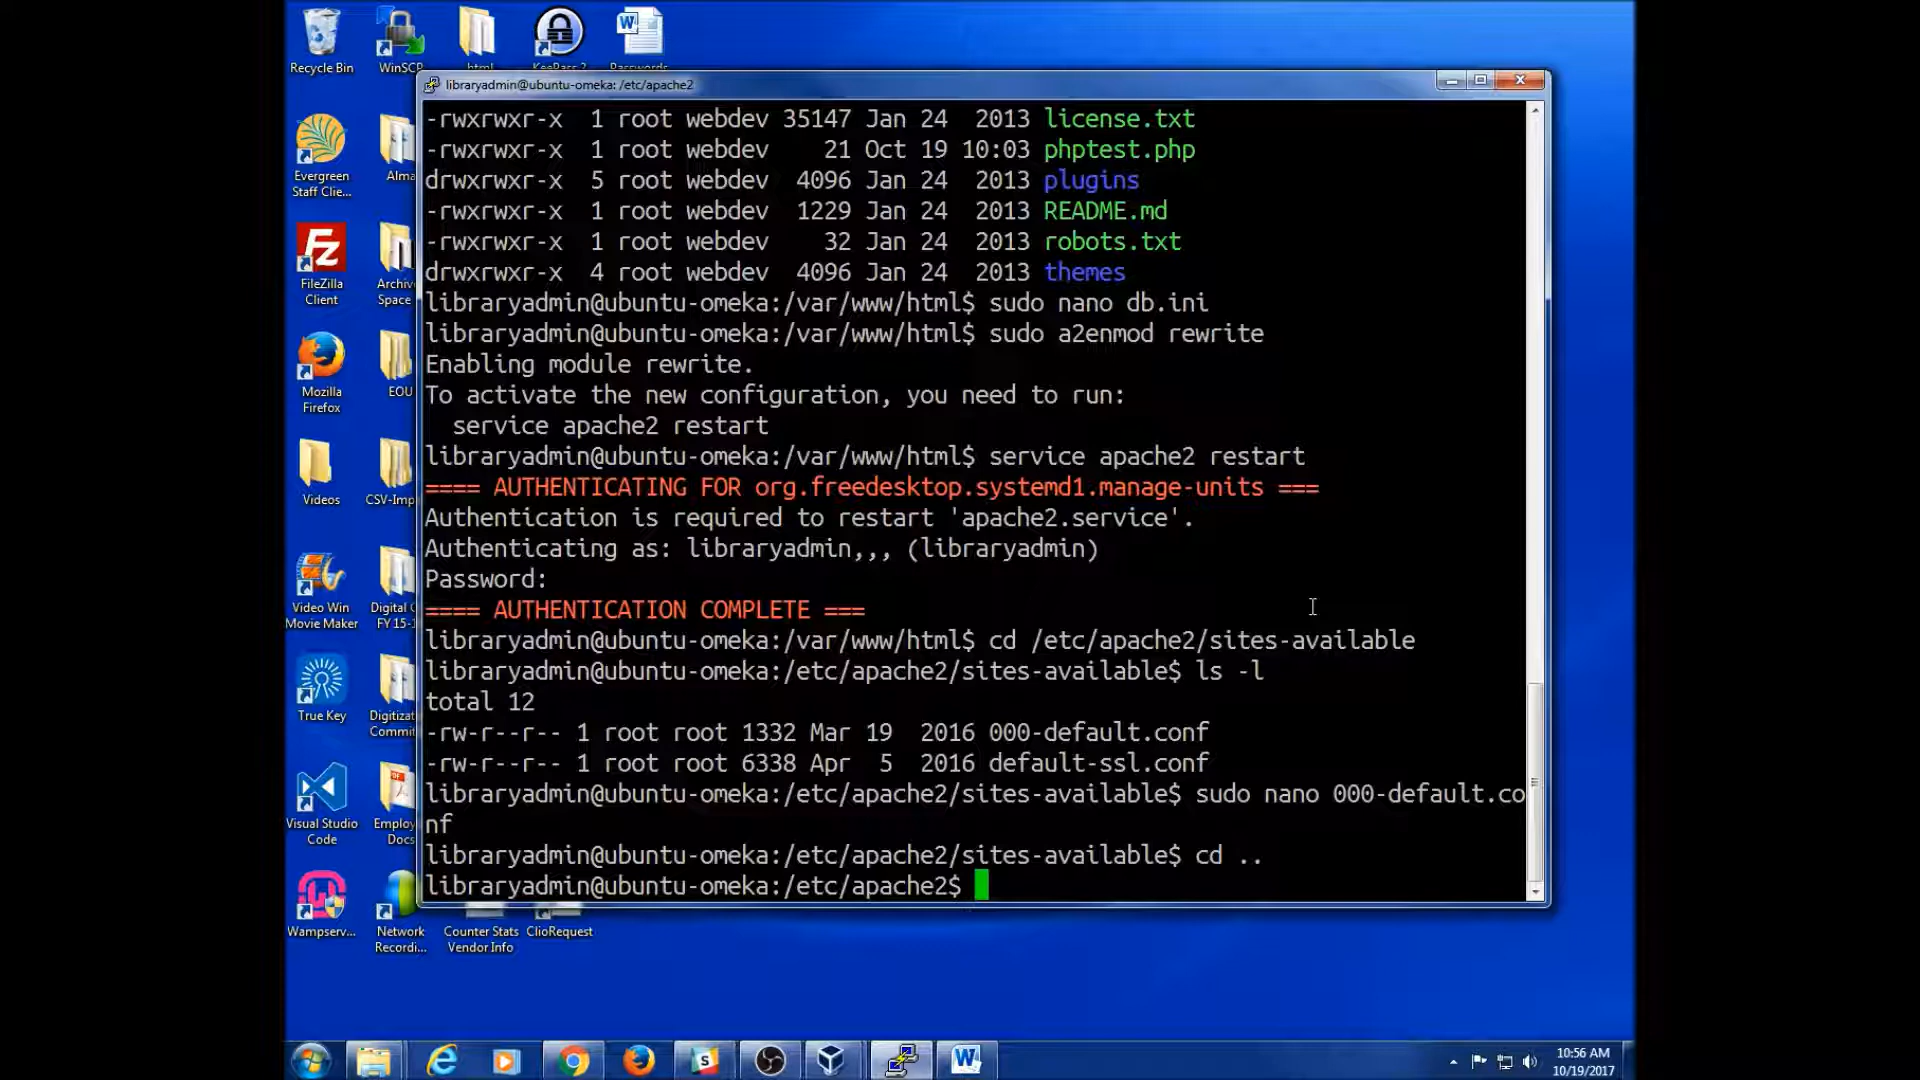 Recycle Bin
WinSCP
html
KeePass 2
Passwords
libraryadmin@ubuntu-omeka: /etc/apache2
-rwxrwxr-x  1 root webdev 35147 Jan 24  2013 license.txt
-rwxrwxr-x  1 root webdev    21 Oct 19 10:03 phptest.php
drwxrwxr-x  5 root webdev  4096 Jan 24  2013 plugins
-rwxrwxr-x  1 root webdev  1229 Jan 24  2013 README.md
-rwxrwxr-x  1 root webdev    32 Jan 24  2013 robots.txt
drwxrwxr-x  4 root webdev  4096 Jan 24  2013 themes
libraryadmin@ubuntu-omeka:/var/www/html$ sudo nano db.ini
libraryadmin@ubuntu-omeka:/var/www/html$ sudo a2enmod rewrite
Enabling module rewrite.
To activate the new configuration, you need to run:
  service apache2 restart
libraryadmin@ubuntu-omeka:/var/www/html$ service apache2 restart
==== AUTHENTICATING FOR org.freedesktop.systemd1.manage-units ===
Authentication is required to restart 'apache2.service'.
Authenticating as: libraryadmin,,, (libraryadmin)
Password:
==== AUTHENTICATION COMPLETE ===
libraryadmin@ubuntu-omeka:/var/www/html$ cd /etc/apache2/sites-available
libraryadmin@ubuntu-omeka:/etc/apache2/sites-available$ ls -l
total 12
-rw-r--r-- 1 root root 1332 Mar 19  2016 000-default.conf
-rw-r--r-- 1 root root 6338 Apr  5  2016 default-ssl.conf
libraryadmin@ubuntu-omeka:/etc/apache2/sites-available$ sudo nano 000-default.co
nf
libraryadmin@ubuntu-omeka:/etc/apache2/sites-available$ cd ..
libraryadmin@ubuntu-omeka:/etc/apache2$
Evergreen
Staff Clie...
Alma
FileZilla
Client
Archiv
Space
Mozilla
Firefox
EOU
Videos
CSV-Imp
Video Win
Movie Maker
Digital C
FY 15-1
True Key
Digitizat
Commit
Visual Studio
Code
Employ
Docs
Wampserv...
Network
Recordi...
Counter Stats
Vendor Info
ClioRequest
10:56 AM
10/19/2017